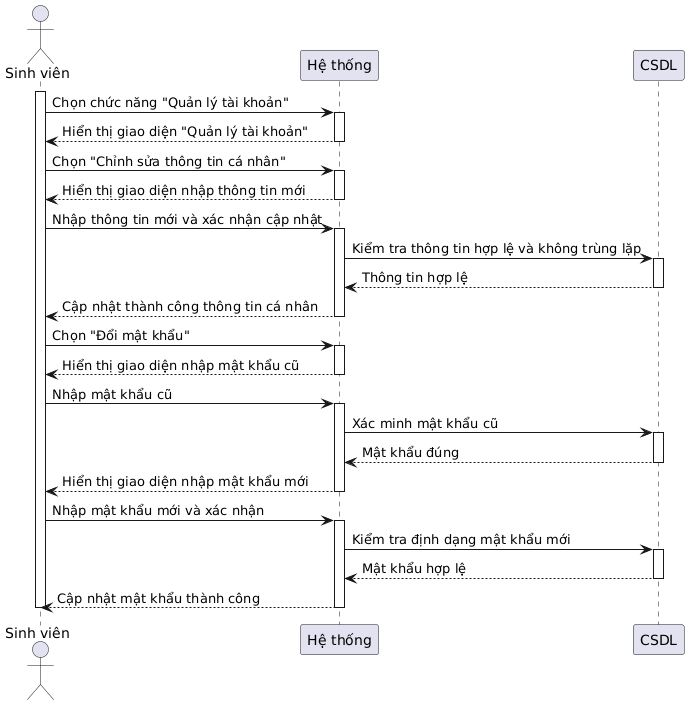 Sinh viên
Hệ thống
CSDL
Chọn chức năng "Quản lý tài khoản"
Hiển thị giao diện "Quản lý tài khoản"
Chọn "Chỉnh sửa thông tin cá nhân"
Hiển thị giao diện nhập thông tin mới
Nhập thông tin mới và xác nhận cập nhật
Kiểm tra thông tin hợp lệ và không trùng lặp
Thông tin hợp lệ
Cập nhật thành công thông tin cá nhân
Chọn "Đổi mật khẩu"
Hiển thị giao diện nhập mật khẩu cũ
Nhập mật khẩu cũ
Xác minh mật khẩu cũ
Mật khẩu đúng
Hiển thị giao diện nhập mật khẩu mới
Nhập mật khẩu mới và xác nhận
Kiểm tra định dạng mật khẩu mới
Mật khẩu hợp lệ
Cập nhật mật khẩu thành công
Sinh viên
Hệ thống
CSDL